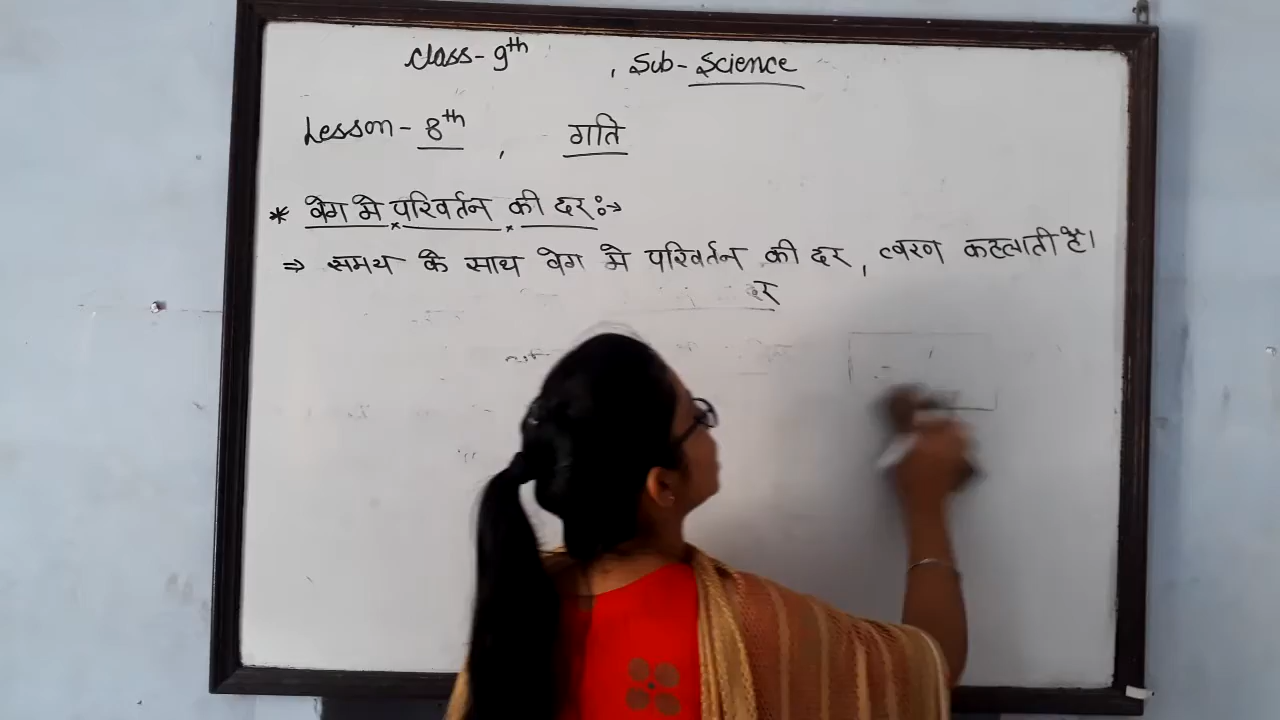 Class-9th , Sub-Science
Lesson-8th , गति
* वेग मे परिवर्तन की दर :→
⇒ समय के साथ वेग मे परिवर्तन की दर, त्वरण कहलाती है।